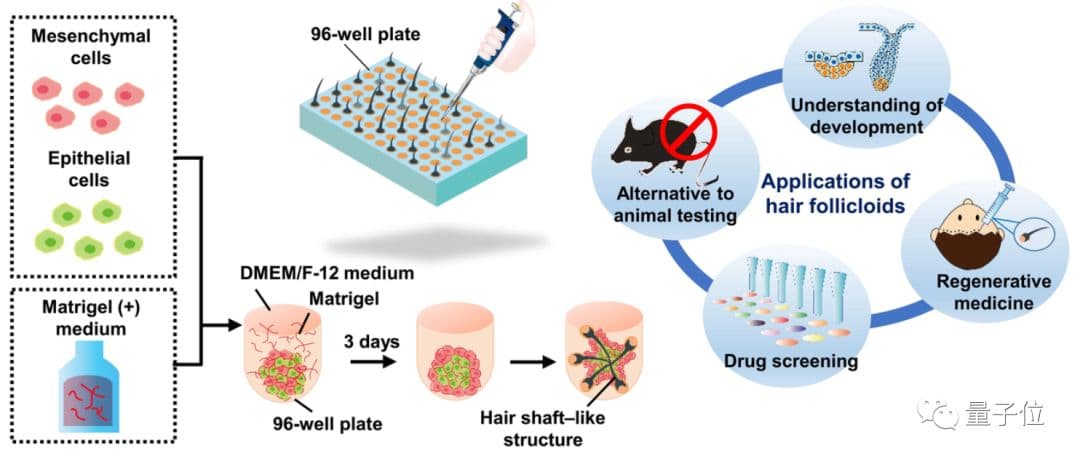 Mesenchymal
cells
Epithelial
cells
Matrigel (+)
medium
96-well plate
DMEM/F-12 medium
Matrigel
3 days
96-well plate
Hair shaft–like
structure
Understanding of
development
Alternative to
animal testing
Applications of
hair follicloids
Regenerative
medicine
Drug screening
量子位